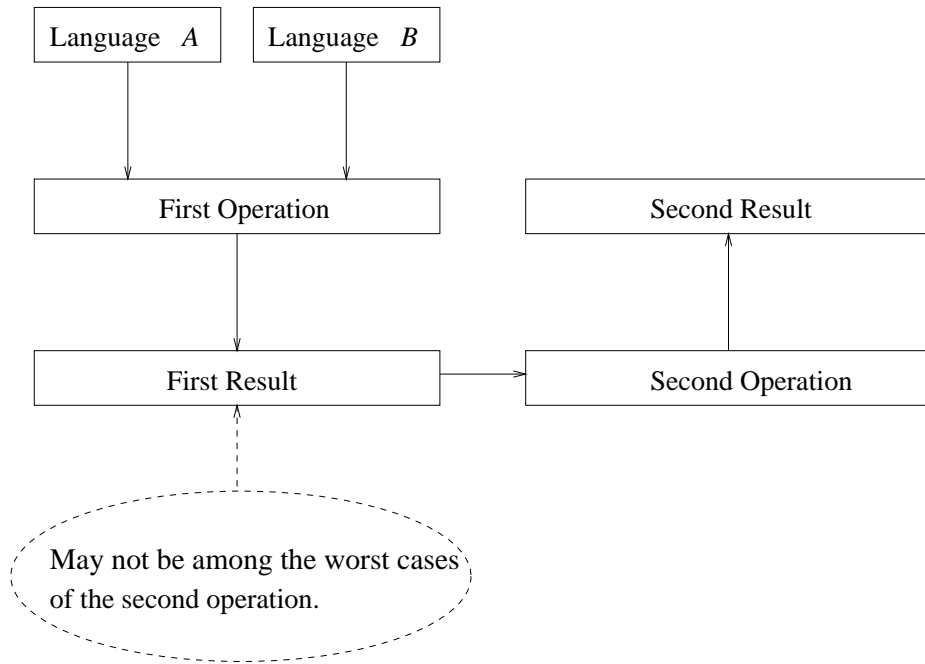 Language A
Language B
First Operation
Second Result
First Result
Second Operation
May not be among the worst cases
of the second operation.